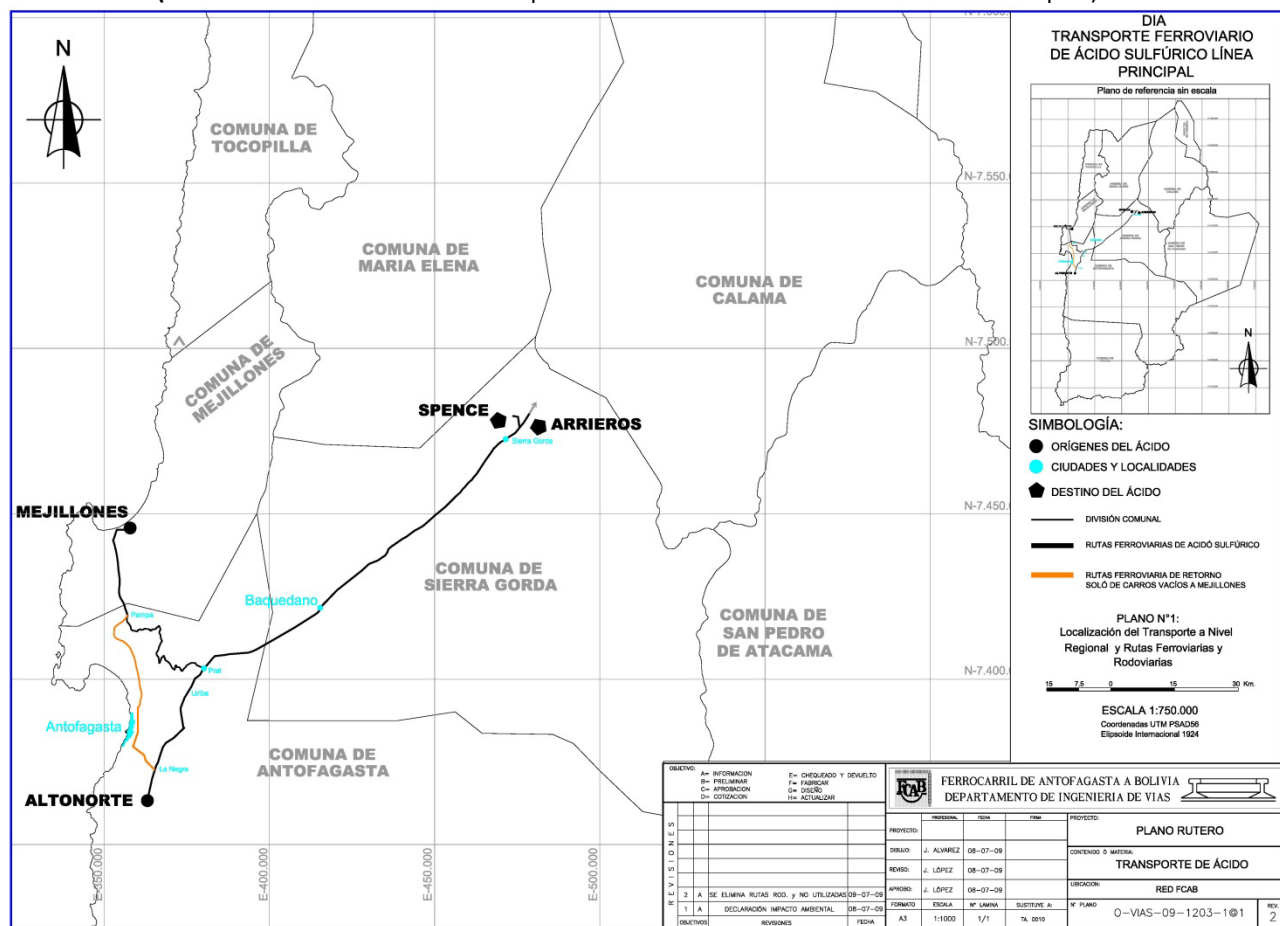 N
COMUNA DE
TOCOPILLA
COMUNA DE
MARIA ELENA
COMUNA DE
CALAMA
COMUNA DE
MEJILLONES
SPENCE
ARRIEROS
Sierra Gorda
MEJILLONES
COMUNA DE
SIERRA GORDA
Baquedano
Pampa
COMUNA DE
SAN PEDRO
DE ATACAMA
Prat
Uribe
Antofagasta
La Negra
COMUNA DE
ANTOFAGASTA
ALTONORTE
N-7.550.
N-7.500.
N-7.450.
N-7.400.
E-350.000
E-400.000
E-450.000
E-500.000
DIA
TRANSPORTE FERROVIARIO
DE ÁCIDO SULFÚRICO LÍNEA
PRINCIPAL
Plano de referencia sin escala
N
SIMBOLOGÍA:
ORÍGENES DEL ÁCIDO
CIUDADES Y LOCALIDADES
DESTINO DEL ÁCIDO
DIVISIÓN COMUNAL
RUTAS FERROVIARIAS DE ACIDÓ SULFÚRICO
RUTAS FERROVIARIA DE RETORNO
SOLÓ DE CARROS VACÍOS A MEJILLONES
PLANO N°1:
Localización del Transporte a Nivel
Regional y Rutas Ferroviarias y
Rodoviarias
15 7.5 0 15 30 Km.
ESCALA 1:750.000
Coordenadas UTM PSAD56
Elipsoide Internacional 1924
OBJETIVO:
A= INFORMACION E= CHEQUEADO Y DEVUELTO
B= PRELIMINAR F= FABRICAR
C= APROBACION G= DISEÑO
D= COTIZACION H= ACTUALIZAR
REVISIONES
2 A SE ELIMINA RUTAS ROD. y NO UTILIZADAS 09-07-09
1 A DECLARACIÓN IMPACTO AMBIENTAL 08-07-09
OBJETIVOS REVISIONES FECHA
FCAB
FERROCARRIL DE ANTOFAGASTA A BOLIVIA
DEPARTAMENTO DE INGENIERIA DE VIAS
PROFESIONAL FECHA FIRMA
PROYECTO:
DIBUJO: J. ALVAREZ 08-07-09
REVISO: J. LÓPEZ 08-07-09
APROBO: J. LÓPEZ 08-07-09
FORMATO ESCALA N° LAMINA SUSTITUYE A:
A3 1:1000 1/1 TA. 0010
PROYECTO:
PLANO RUTERO
CONTENIDO Ó MATERIA:
TRANSPORTE DE ÁCIDO
UBICACION:
RED FCAB
N° PLANO
O-VIAS-09-1203-1@1
REV.
2